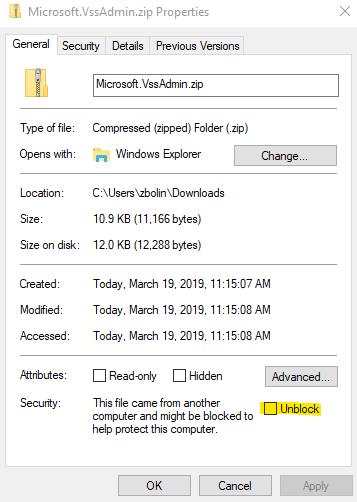 Microsoft.VssAdmin.zip Properties
General Security Details Previous Versions
Microsoft.VssAdmin.zip
Type of file: Compressed (zipped) Folder (.zip)
Opens with: Windows Explorer Change...
Location: C:\Users\zbolin\Downloads
Size: 10.9 KB (11,166 bytes)
Size on disk: 12.0 KB (12,288 bytes)
Created: Today, March 19, 2019, 11:15:07 AM
Modified: Today, March 19, 2019, 11:15:08 AM
Accessed: Today, March 19, 2019, 11:15:08 AM
Attributes: Read-only Hidden Advanced...
Security: This file came from another
computer and might be blocked to
help protect this computer.
Unblock
OK Cancel Apply